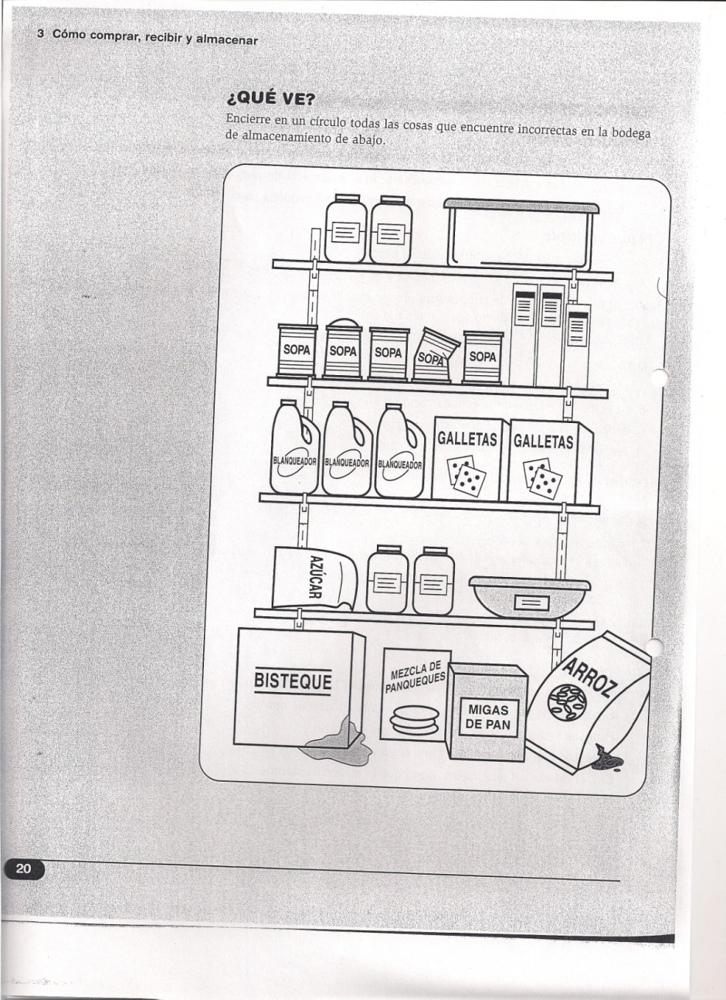 3 Cómo comprar, recibir y almacenar
¿QUÉ VE?
Encierre en un círculo todas las cosas que encuentre incorrectas en la bodega
de almacenamiento de abajo.
SOPA
SOPA
SOPA
SOPA
SOPA
BLANQUEADOR
BLANQUEADOR
BLANQUEADOR
GALLETAS
GALLETAS
AZÚCAR
BISTEQUE
MEZCLA DE
PANQUEQUES
MIGAS
DE PAN
ARROZ
20